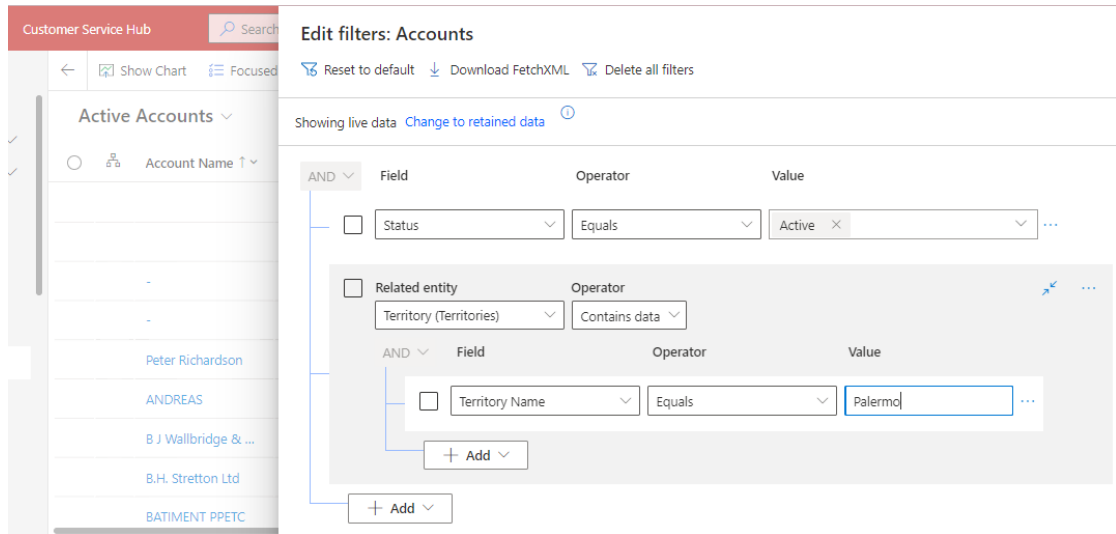 Customer Service Hub
Search
Edit filters: Accounts
Show Chart
Focused
Reset to default
Download FetchXML
Delete all filters
Active Accounts
Showing live data Change to retained data
Account Name
AND
Field
Operator
Value
Status
Equals
Active
Related entity
Operator
Territory (Territories)
Contains data
AND
Field
Operator
Value
Territory Name
Equals
Palermo
+ Add
+ Add
-
-
Peter Richardson
ANDREAS
B J Wallbridge & ...
B.H. Stretton Ltd
BATIMENT PPETC